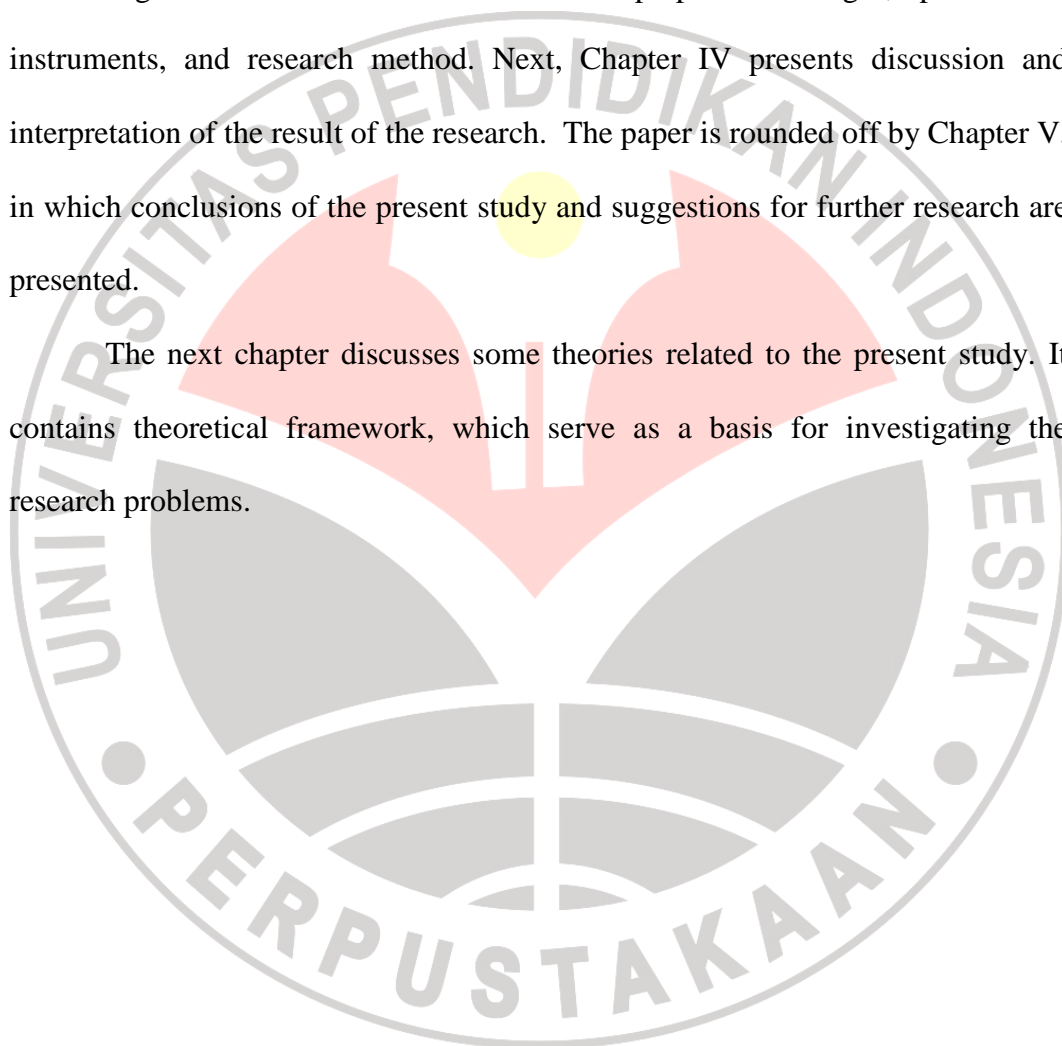 instruments, and research method. Next, Chapter IV presents discussion and
interpretation of the result of the research. The paper is rounded off by Chapter V,
in which conclusions of the present study and suggestions for further research are
presented.
The next chapter discusses some theories related to the present study. It
contains theoretical framework, which serve as a basis for investigating the
research problems.
UNIVERSITAS PENDIDIKAN INDONESIA
PERPUSTAKAAN